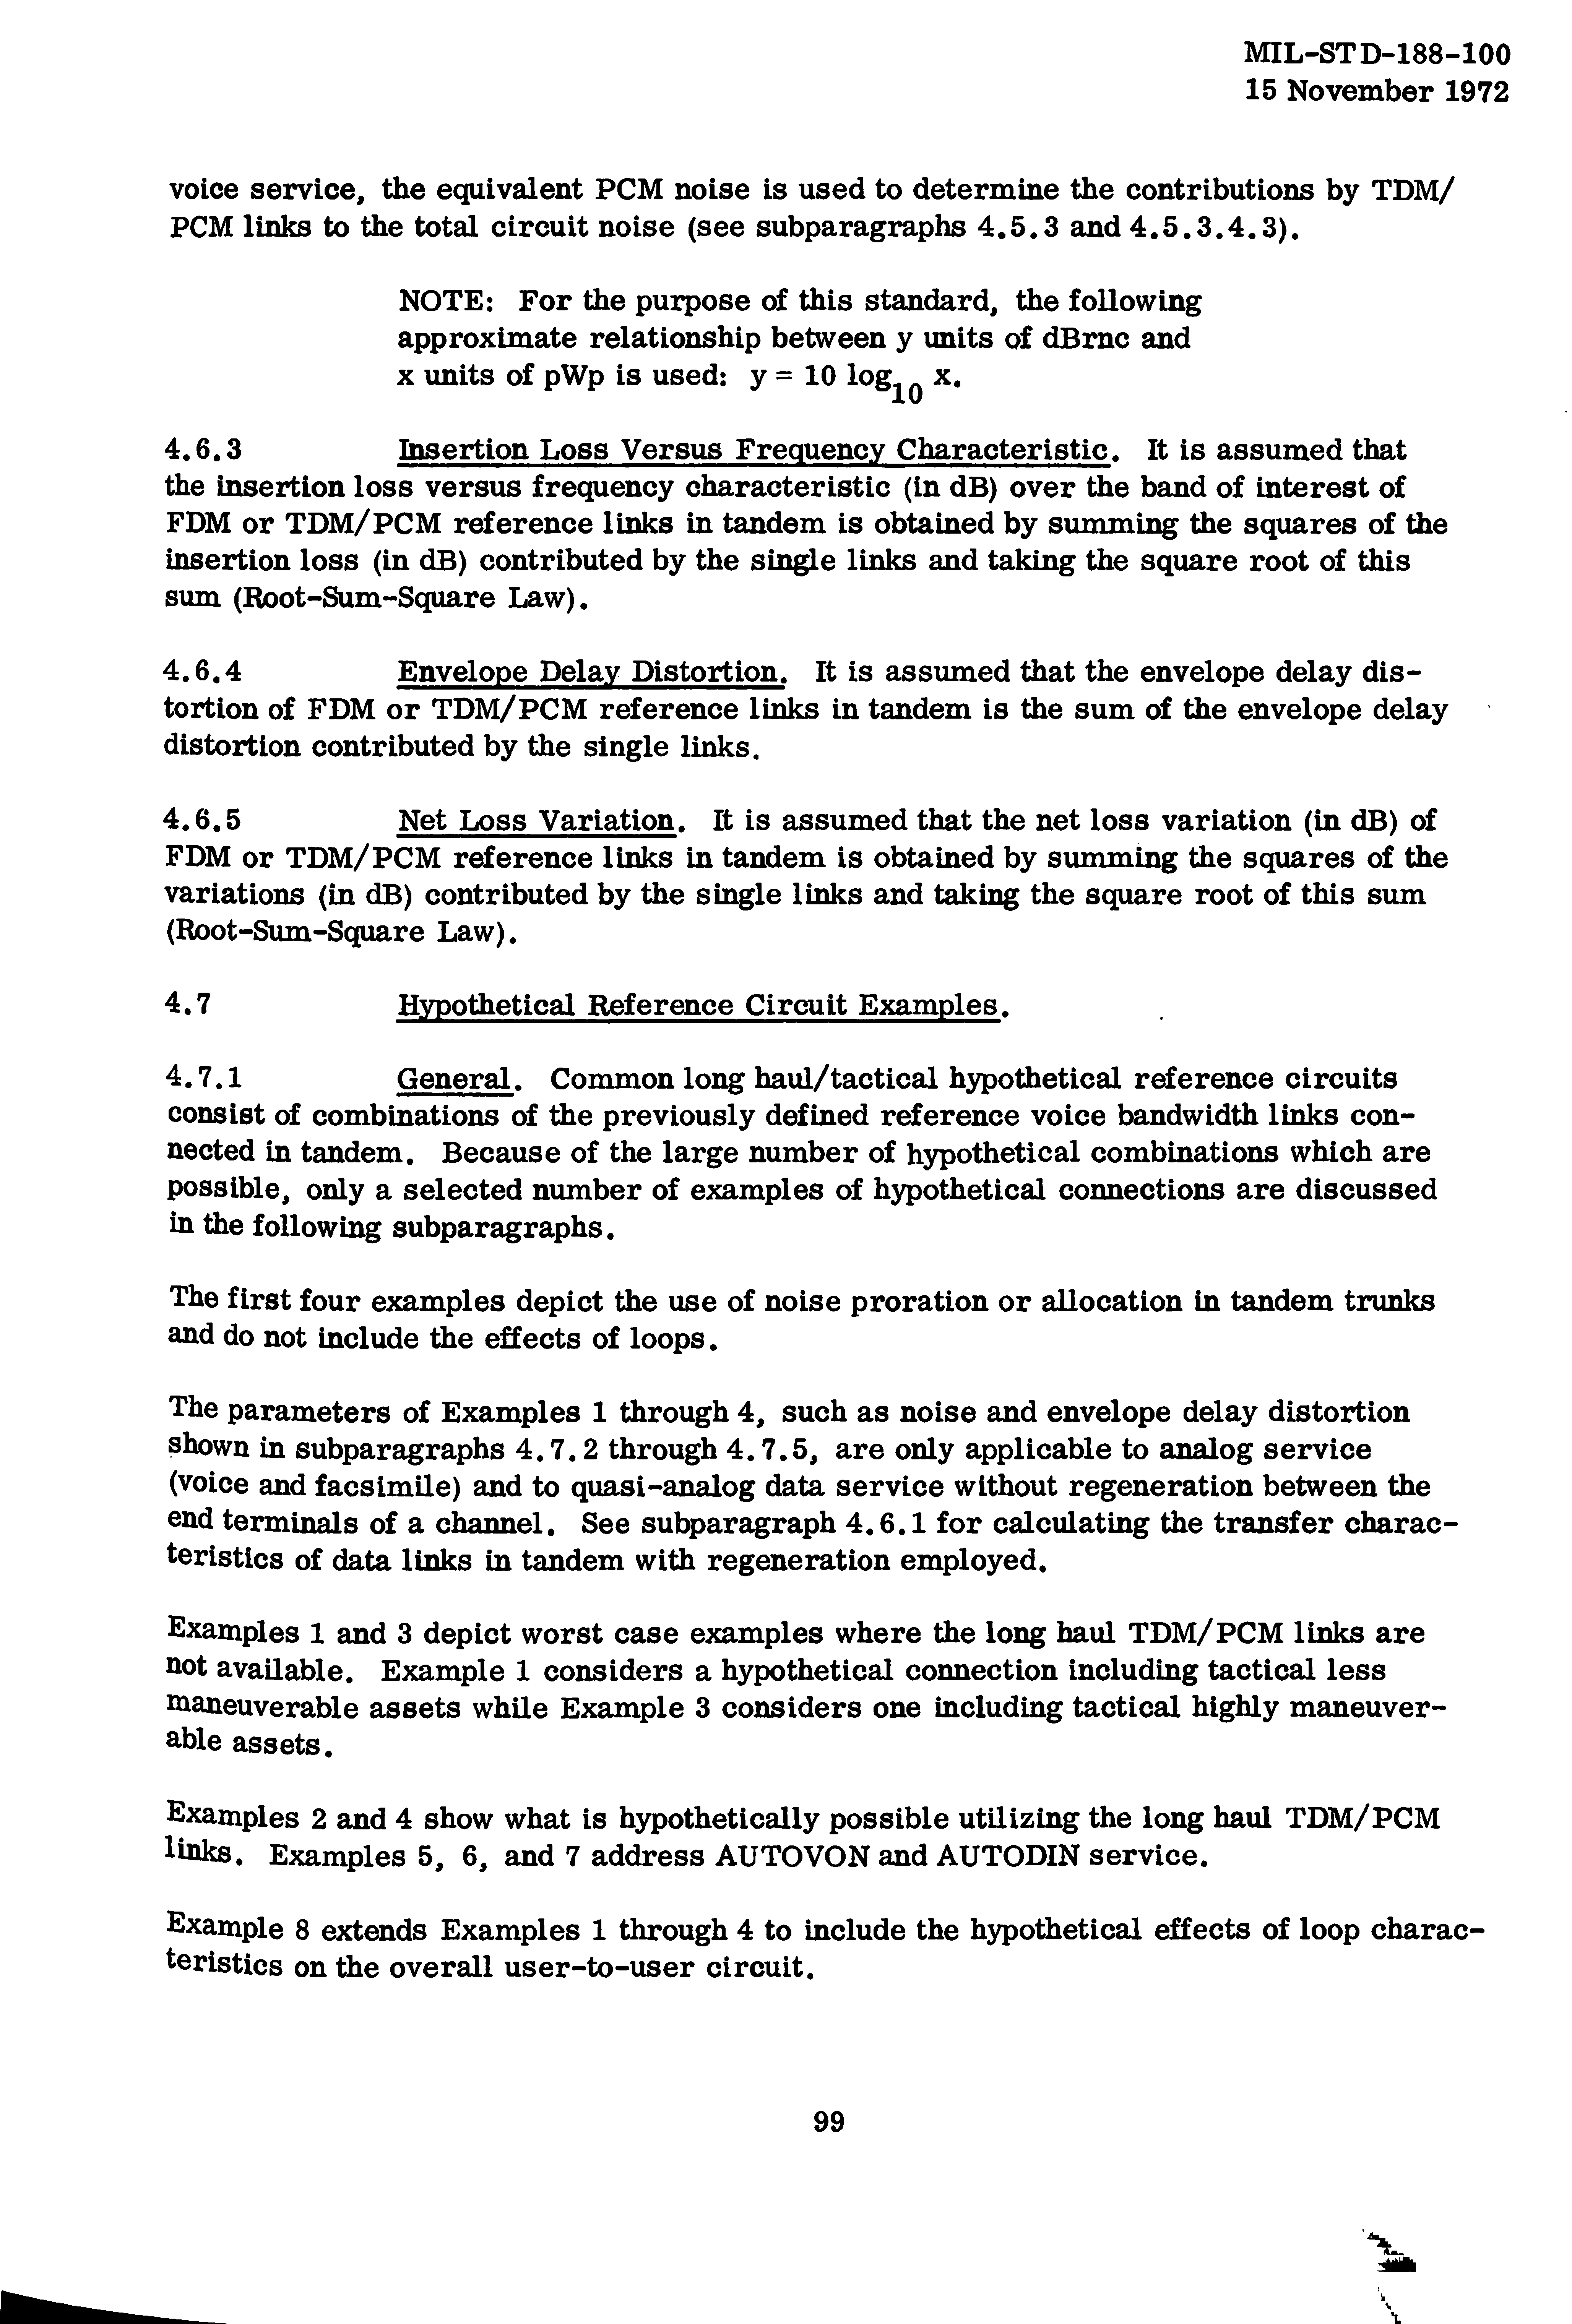 MIL-STD-188-100
15 November 1972
voice service, the equivalent PCM noise is used to determine the contributions by TDM/
PCM links to the total circuit noise (see subparagraphs 4.5.3 and 4.5.3.4.3).
NOTE: For the purpose of this standard, the following
approximate relationship between y units of dBrnc and
x units of pWp is used: y = 10 log10 x.
4.6.3 Insertion Loss Versus Frequency Characteristic. It is assumed that
the insertion loss versus frequency characteristic (in dB) over the band of interest of
FDM or TDM/PCM reference links in tandem is obtained by summing the squares of the
insertion loss (in dB) contributed by the single links and taking the square root of this
sum (Root-Sum-Square Law).
4.6.4 Envelope Delay Distortion. It is assumed that the envelope delay dis-
tortion of FDM or TDM/PCM reference links in tandem is the sum of the envelope delay
distortion contributed by the single links.
4.6.5 Net Loss Variation. It is assumed that the net loss variation (in dB) of
FDM or TDM/PCM reference links in tandem is obtained by summing the squares of the
variations (in dB) contributed by the single links and taking the square root of this sum
(Root-Sum-Square Law).
4.7 Hypothetical Reference Circuit Examples.
4.7.1 General. Common long haul/tactical hypothetical reference circuits
consist of combinations of the previously defined reference voice bandwidth links con-
nected in tandem. Because of the large number of hypothetical combinations which are
possible, only a selected number of examples of hypothetical connections are discussed
in the following subparagraphs.
The first four examples depict the use of noise proration or allocation in tandem trunks
and do not include the effects of loops.
The parameters of Examples 1 through 4, such as noise and envelope delay distortion
shown in subparagraphs 4.7.2 through 4.7.5, are only applicable to analog service
(voice and facsimile) and to quasi-analog data service without regeneration between the
end terminals of a channel. See subparagraph 4.6.1 for calculating the transfer charac-
teristics of data links in tandem with regeneration employed.
Examples 1 and 3 depict worst case examples where the long haul TDM/PCM links are
not available. Example 1 considers a hypothetical connection including tactical less
maneuverable assets while Example 3 considers one including tactical highly maneuver-
able assets.
Examples 2 and 4 show what is hypothetically possible utilizing the long haul TDM/PCM
links. Examples 5, 6, and 7 address AUTOVON and AUTODIN service.
Example 8 extends Examples 1 through 4 to include the hypothetical effects of loop charac-
teristics on the overall user-to-user circuit.
99